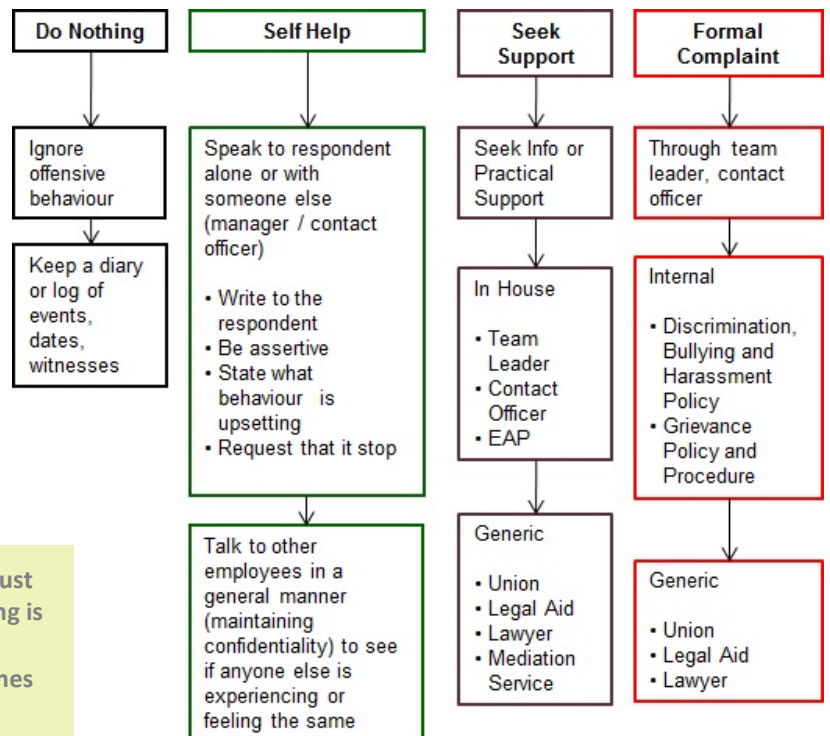 Do Nothing
Ignore
offensive
behaviour
Keep a diary
or log of
events,
dates,
witnesses
Self Help
Speak to respondent
alone or with
someone else
(manager / contact
officer)
• Write to the
respondent
• Be assertive
• State what
behaviour is
upsetting
• Request that it stop
Talk to other
employees in a
general manner
(maintaining
confidentiality) to see
if anyone else is
experiencing or
feeling the same
Seek
Support
Seek Info or
Practical
Support
In House
• Team
Leader
• Contact
Officer
• EAP
Generic
• Union
• Legal Aid
• Lawyer
• Mediation
Service
Formal
Complaint
Through team
leader, contact
officer
Internal
• Discrimination,
Bullying and
Harassment
Policy
• Grievance
Policy and
Procedure
Generic
• Union
• Legal Aid
• Lawyer
is